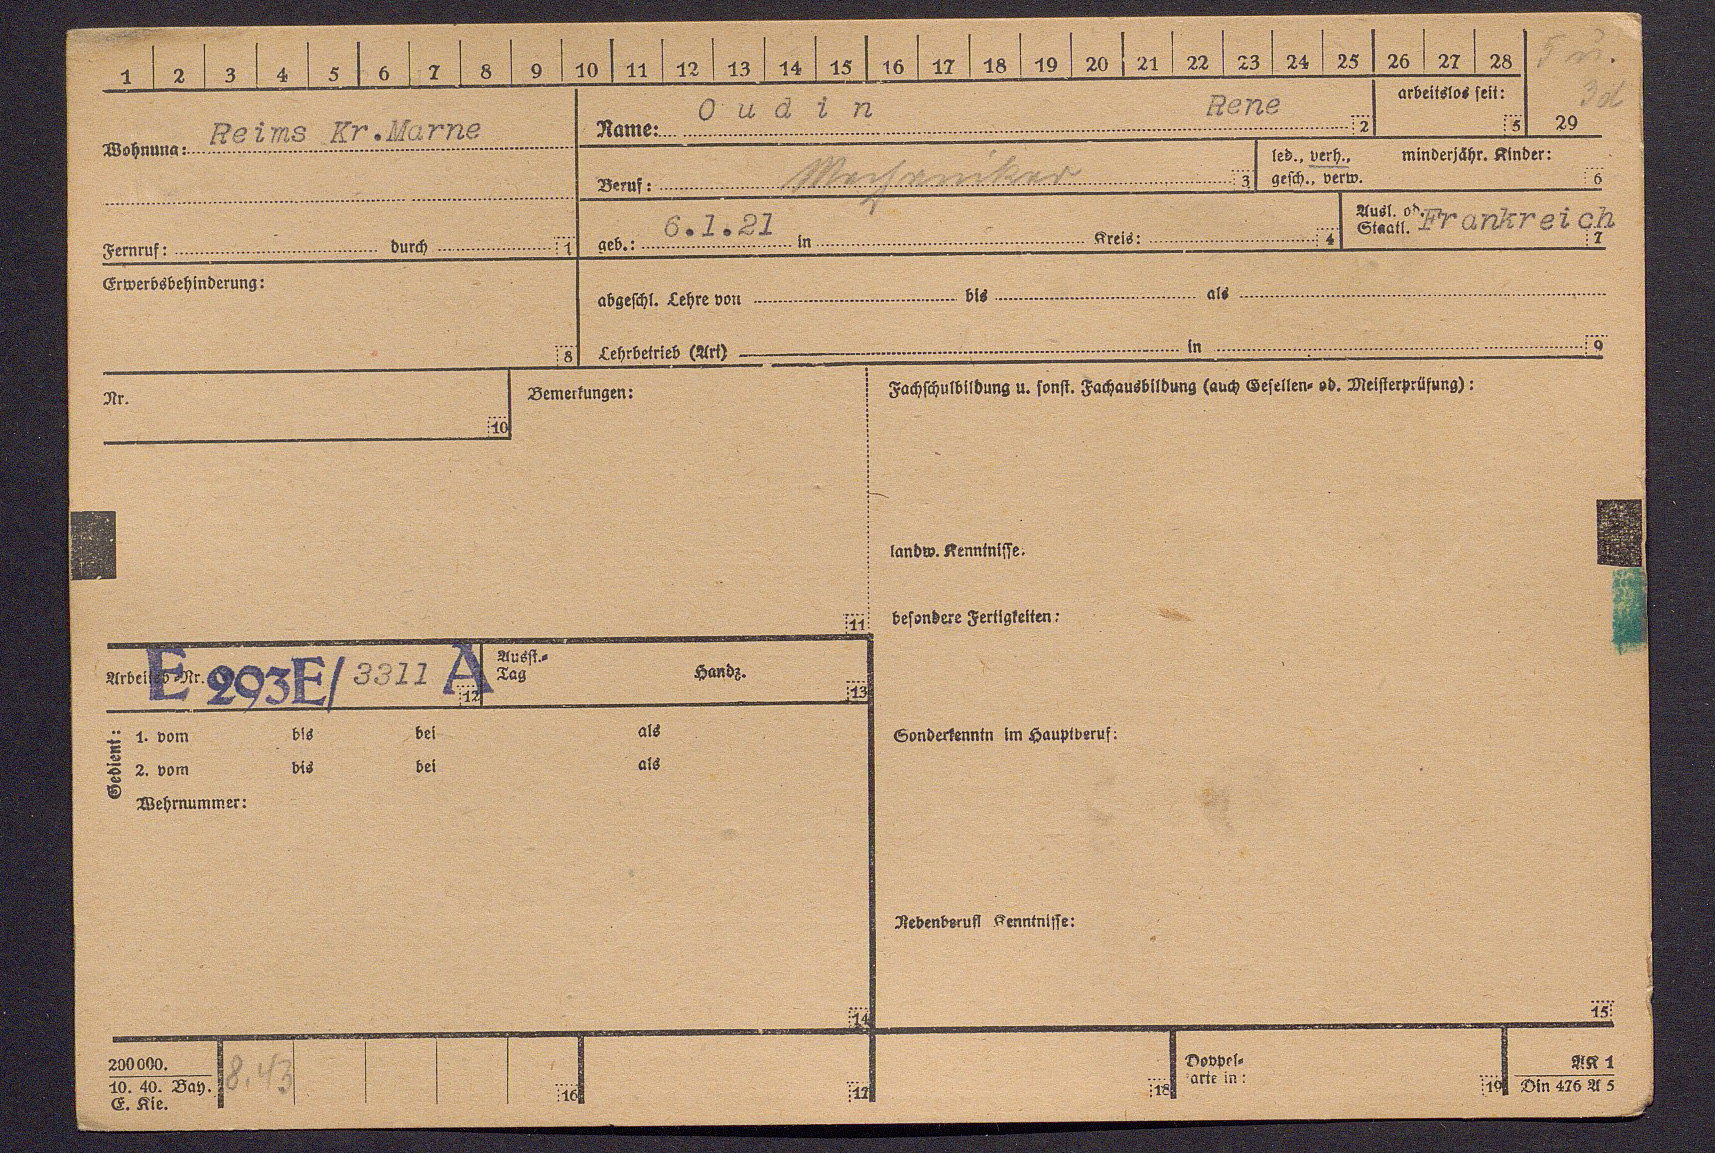 1 2 3 4 5 6 7 8 9 10 11 12 13 14 15 16 17 18 19 20 21 22 23 24 25 26 27 28
3d
29
Wohnung: Reims Kr.Marne
Fernruf: durch 1
Name: O u d i n Rene 2
arbeitslos seit:
5
Beruf: Mechaniker 3
led., verh., minderjähr. Kinder:
gesch., verw. 6
geb.: 6.1.21 in Kreis: 4
Ausl. od.
Staatl. Frankreich
7
Erwerbsbehinderung:
8
abgeschl. Lehre von bis als
Lehrbetrieb (Art) in 9
Nr.
10
Bemerkungen:
11
Fachschulbildung u. sonst. Fachausbildung (auch Gesellen- od. Meisterprüfung):
landw. Kenntnisse:
besondere Fertigkeiten:
Sonderkenntn im Hauptberuf:
Nebenberufl Kenntnisse:
15
Arbeitsb Nr. E 293E/ 3311 A 12
Ausst.-
Tag Handz. 13
Gedient:
1. vom bis bei als
2. vom bis bei als
Wehrnummer:
14
200000.
10. 40. Bay.
E. Kie.
8.43
16
17
18
Doppel-
arte in:
19
AK 1
Din 476 A 5